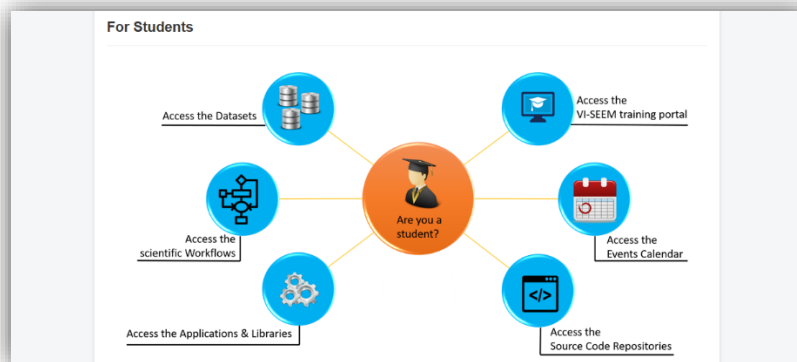 For Students
Access the Datasets
Access the
VI-SEEM training portal
Are you a
student?
Access the
scientific Workflows
Access the
Events Calendar
Access the Applications & Libraries
</>
Access the
Source Code Repositories